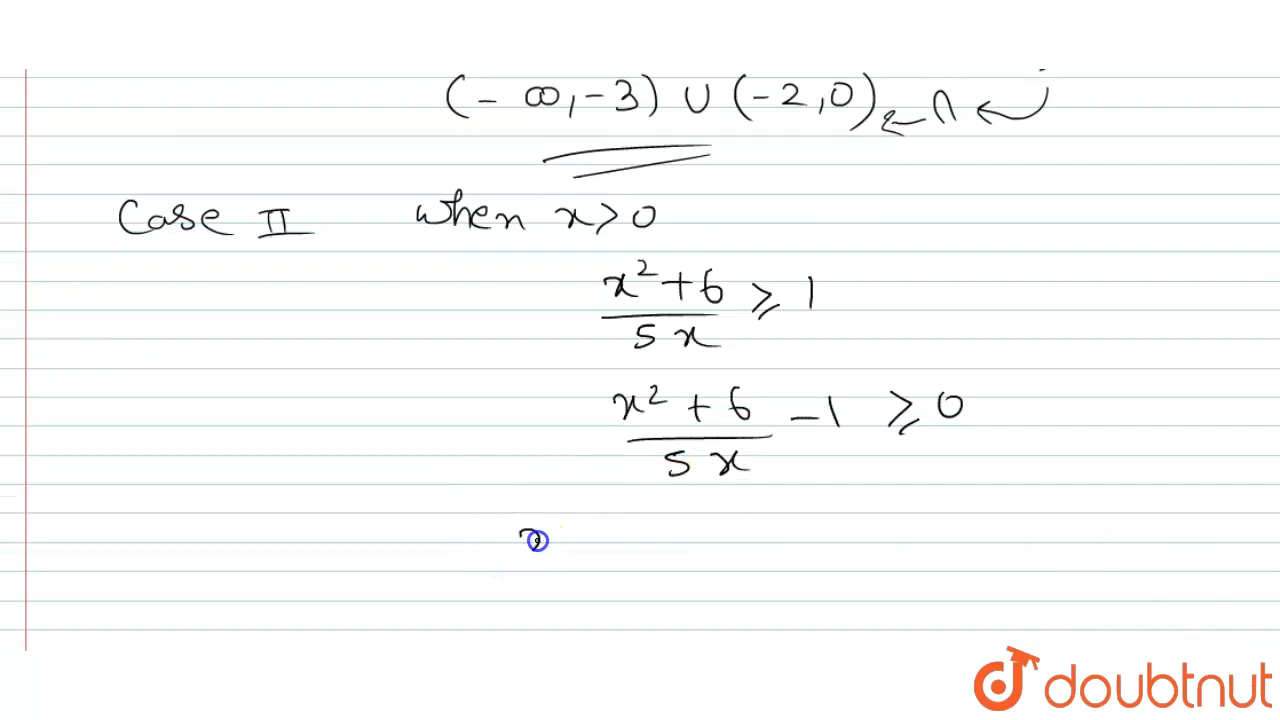 (- ∞, -3) ∪ (-2, 0) ← ∩ ←
Case II when x > 0
x² + 6 / 5x ≥ 1
x² + 6 / 5x - 1 ≥ 0
doubtnut